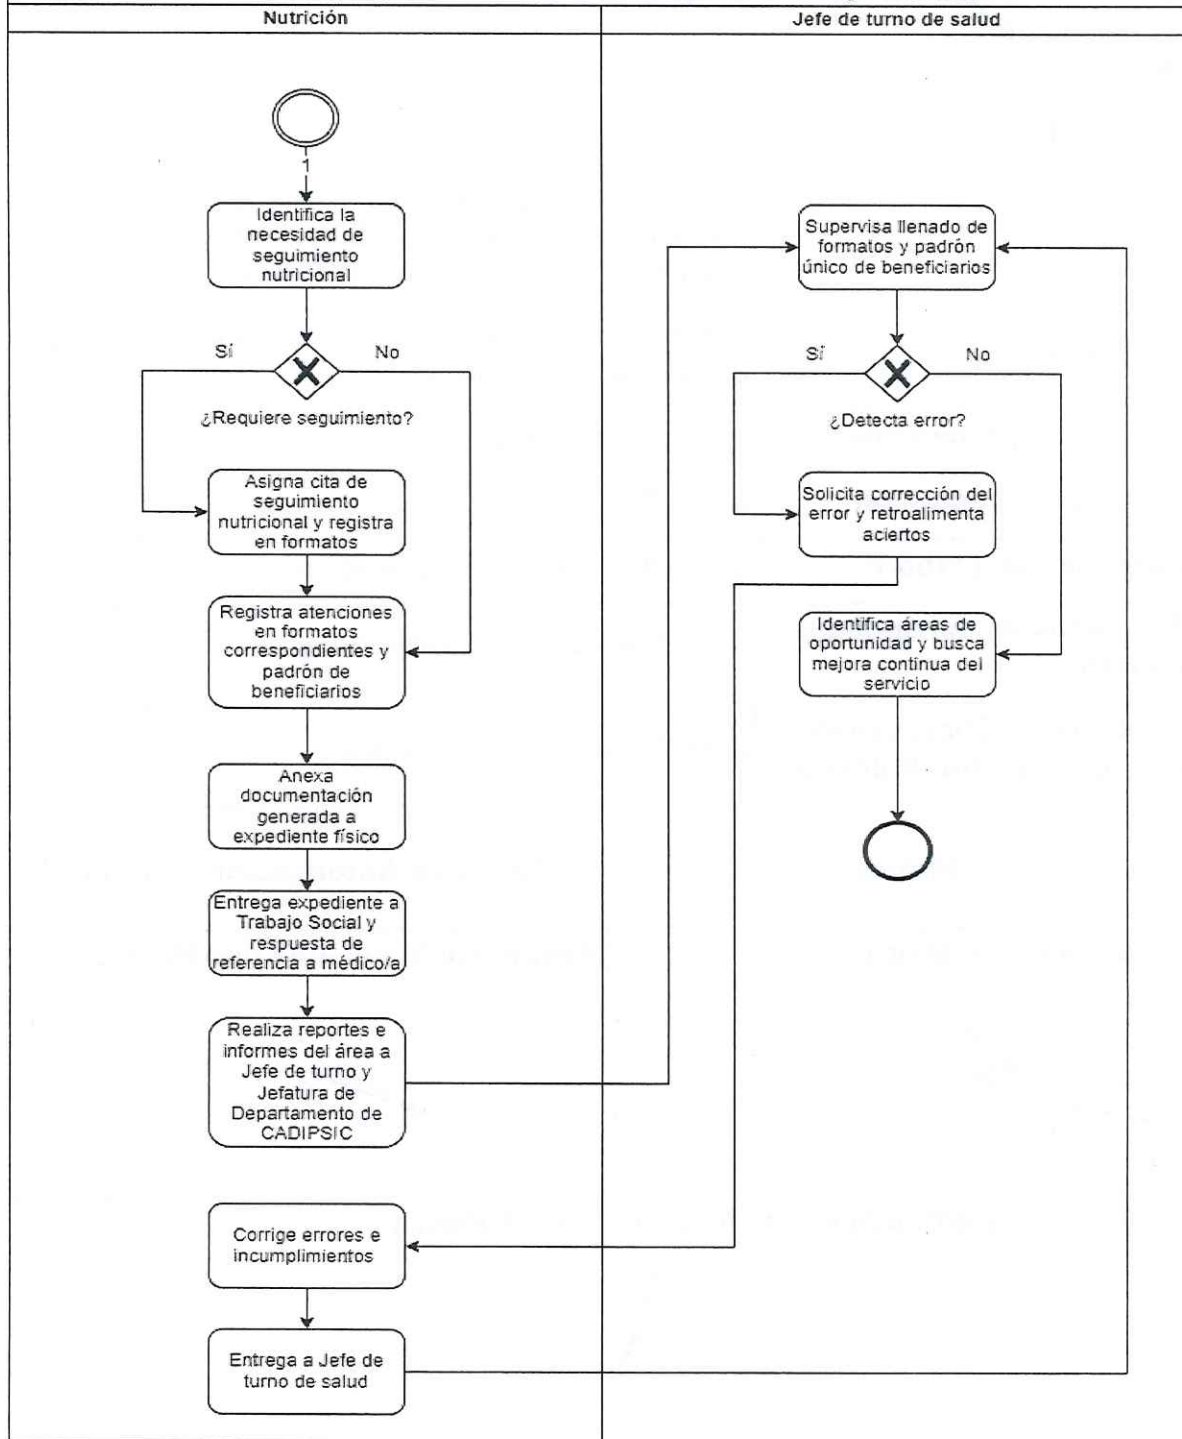 Nutrición
Jefe de turno de salud
1
Identifica la
necesidad de
seguimiento
nutricional
Sí
No
¿Requiere seguimiento?
Asigna cita de
seguimiento
nutricional y registra
en formatos
Registra atenciones
en formatos
correspondientes y
padrón de
beneficiarios
Anexa
documentación
generada a
expediente físico
Entrega expediente a
Trabajo Social y
respuesta de
referencia a médico/a
Realiza reportes e
informes del área a
Jefe de turno y
Jefatura de
Departamento de
CADIPSIC
Corrige errores e
incumplimientos
Entrega a Jefe de
turno de salud
Supervisa llenado de
formatos y padrón
único de beneficiarios
Sí
No
¿Detecta error?
Solicita corrección del
error y retroalimenta
aciertos
Identifica áreas de
oportunidad y busca
mejora continua del
servicio